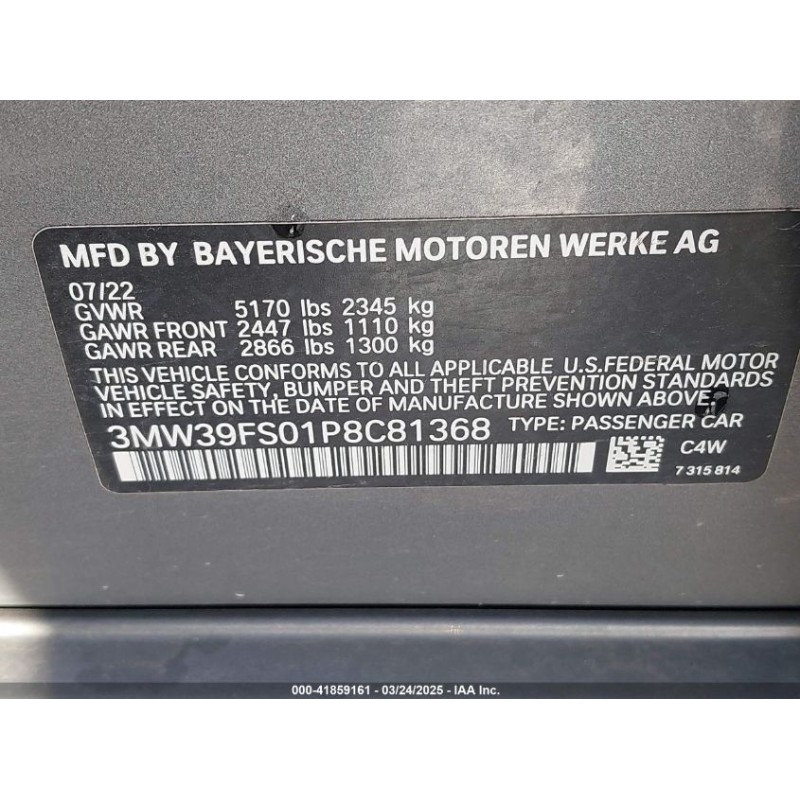 MFD BY BAYERISCHE MOTOREN WERKE AG
07/22
GVWR 5170 lbs 2345 kg
GAWR FRONT 2447 lbs 1110 kg
GAWR REAR 2866 lbs 1300 kg
THIS VEHICLE CONFORMS TO ALL APPLICABLE U.S.FEDERAL MOTOR
VEHICLE SAFETY, BUMPER AND THEFT PREVENTION STANDARDS
IN EFFECT ON THE DATE OF MANUFACTURE SHOWN ABOVE.
3MW39FS01P8C81368 TYPE: PASSENGER CAR
C4W
7 315 814
000-41859161 - 03/24/2025 - IAA Inc.